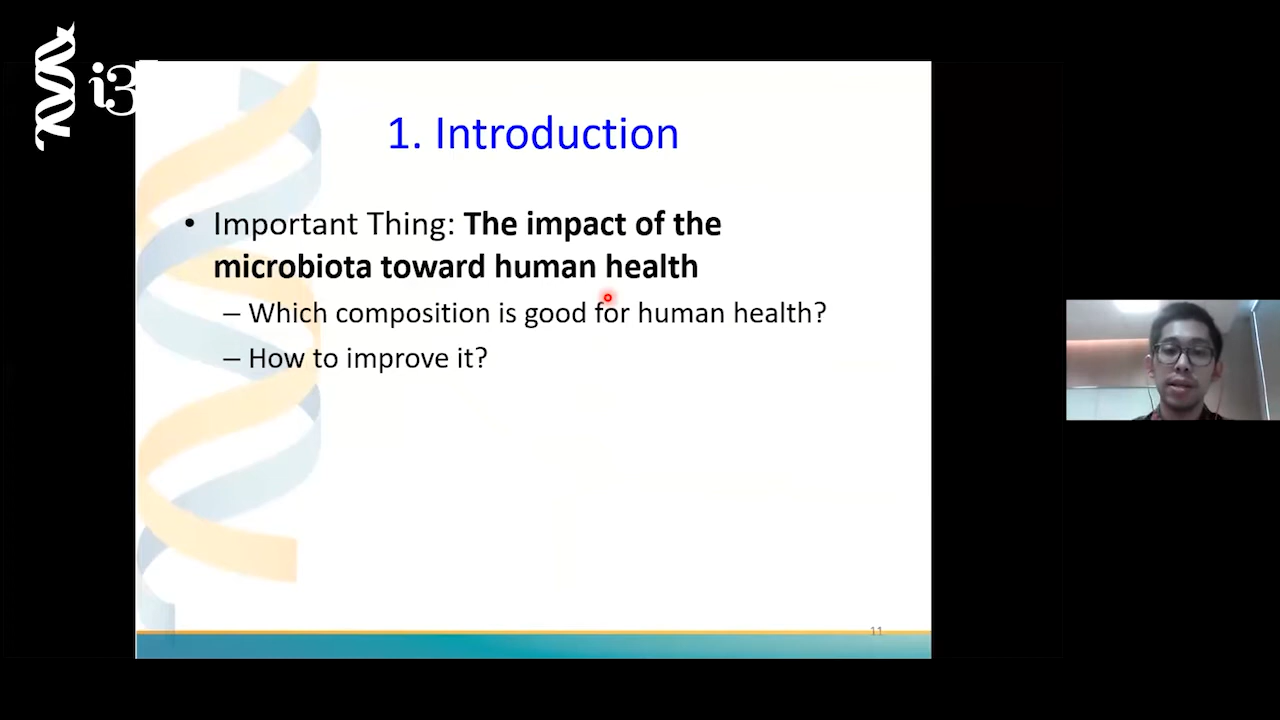 i3
1. Introduction
• Important Thing: The impact of the
microbiota toward human health
– Which composition is good for human health?
– How to improve it?
11